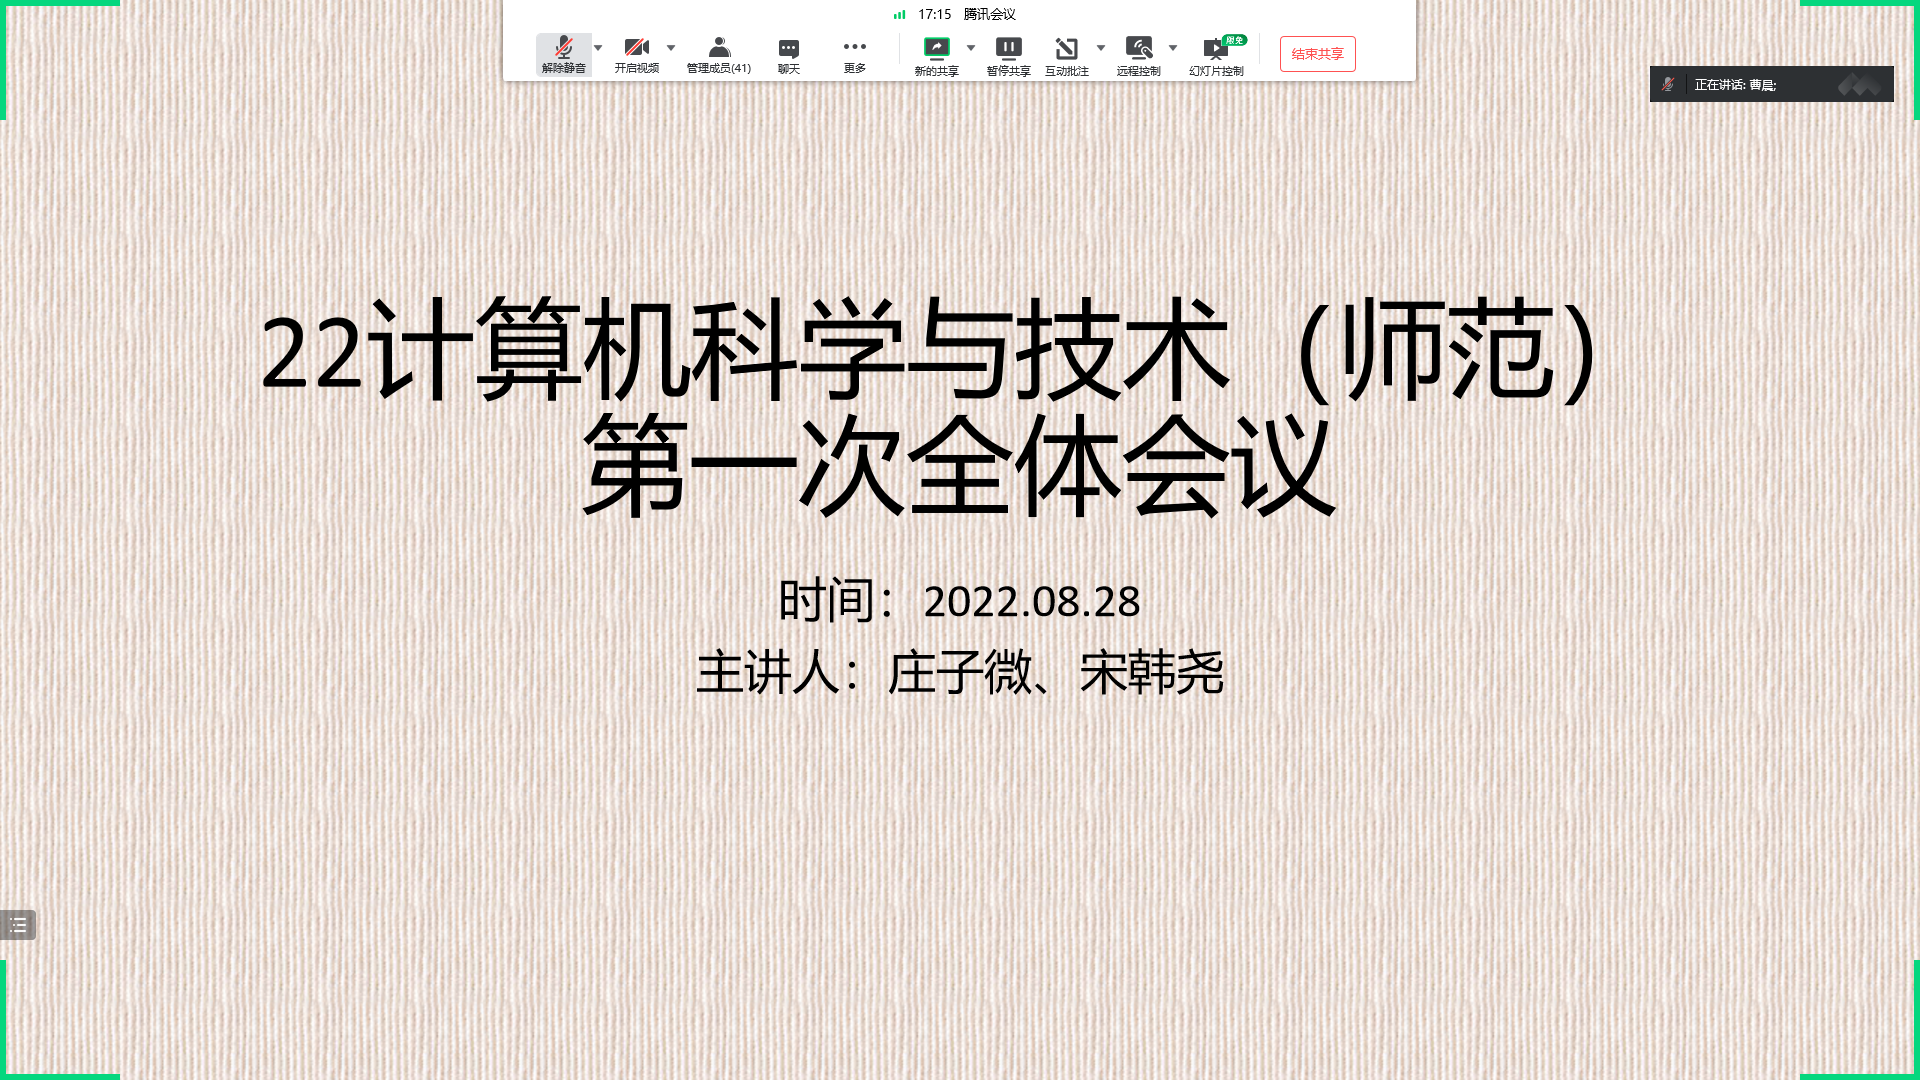 17:15 腾讯会议
解除静音 开启视频 管理成员(41) 聊天 更多 新的共享 暂停共享 互动批注 远程控制 幻灯片控制 限免 结束共享
正在讲话: 曹晨;
22计算机科学与技术（师范）
第一次全体会议
时间：2022.08.28
主讲人：庄子微、宋韩尧